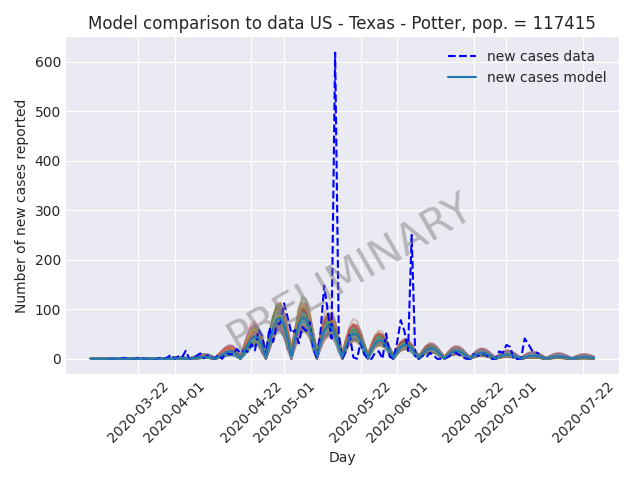 Model comparison to data US - Texas - Potter, pop. = 117415
new cases data
new cases model
600
500
400
300
200
100
0
Number of new cases reported
PRELIMINARY
2020-03-22
2020-04-01
2020-04-22
2020-05-01
2020-05-22
2020-06-01
2020-06-22
2020-07-01
2020-07-22
Day